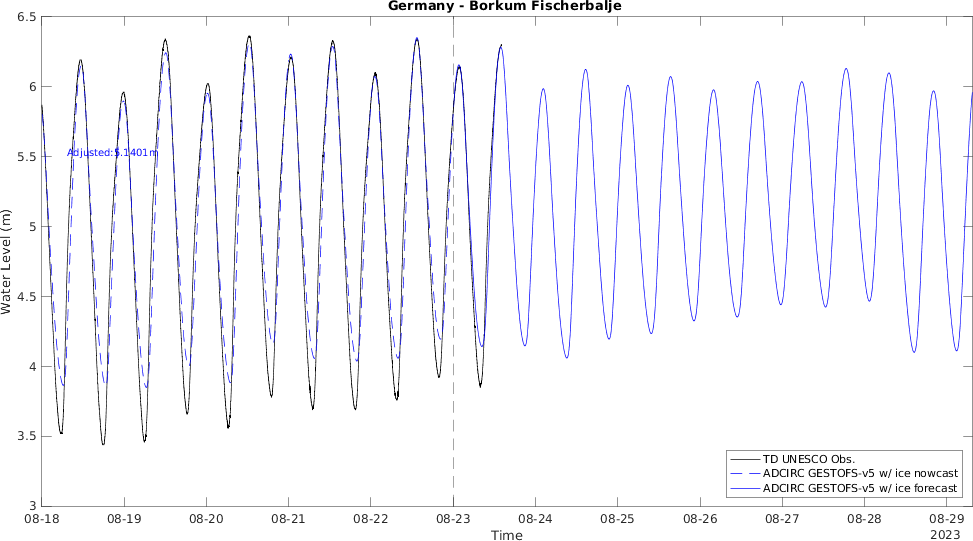 Germany - Borkum Fischerbalje
6.5
6
5.5
5
4.5
4
3.5
3
Water Level (m)
Adjusted:5.1401m
TD UNESCO Obs.
ADCIRC GESTOFS-v5 w/ ice nowcast
ADCIRC GESTOFS-v5 w/ ice forecast
08-18 08-19 08-20 08-21 08-22 08-23 08-24 08-25 08-26 08-27 08-28 08-29
Time
2023